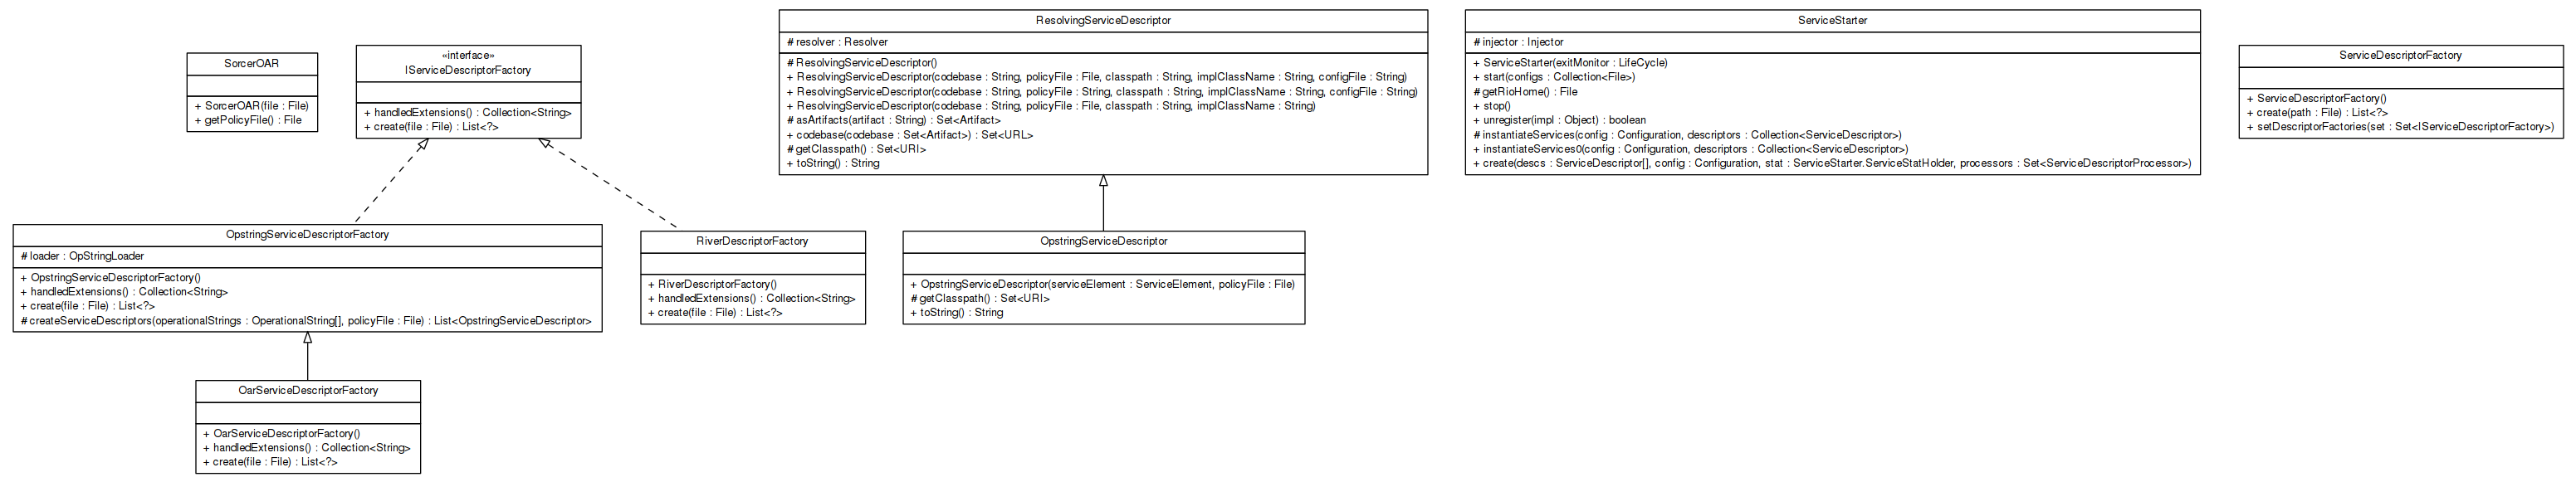 SorcerOAR
+ SorcerOAR(file : File)
+ getPolicyFile() : File
«interface»
IServiceDescriptorFactory
+ handledExtensions() : Collection<String>
+ create(file : File) : List<?>
ResolvingServiceDescriptor
# resolver : Resolver
# ResolvingServiceDescriptor()
+ ResolvingServiceDescriptor(codebase : String, policyFile : File, classpath : String, implClassName : String, configFile : String)
+ ResolvingServiceDescriptor(codebase : String, policyFile : String, classpath : String, implClassName : String, configFile : String)
+ ResolvingServiceDescriptor(codebase : String, policyFile : File, classpath : String, implClassName : String)
# asArtifacts(artifact : String) : Set<Artifact>
+ codebase(codebase : Set<Artifact>) : Set<URL>
# getClasspath() : Set<URI>
+ toString() : String
ServiceStarter
# injector : Injector
+ ServiceStarter(exitMonitor : LifeCycle)
+ start(configs : Collection<File>)
# getRioHome() : File
+ stop()
+ unregister(impl : Object) : boolean
# instantiateServices(config : Configuration, descriptors : Collection<ServiceDescriptor>)
+ instantiateServices0(config : Configuration, descriptors : Collection<ServiceDescriptor>)
+ create(descs : ServiceDescriptor[], config : Configuration, stat : ServiceStarter.ServiceStatHolder, processors : Set<ServiceDescriptorProcessor>)
ServiceDescriptorFactory
+ ServiceDescriptorFactory()
+ create(path : File) : List<?>
+ setDescriptorFactories(set : Set<IServiceDescriptorFactory>)
OpstringServiceDescriptorFactory
# loader : OpStringLoader
+ OpstringServiceDescriptorFactory()
+ handledExtensions() : Collection<String>
+ create(file : File) : List<?>
# createServiceDescriptors(operationalStrings : OperationalString[], policyFile : File) : List<OpstringServiceDescriptor>
RiverDescriptorFactory
+ RiverDescriptorFactory()
+ handledExtensions() : Collection<String>
+ create(file : File) : List<?>
OpstringServiceDescriptor
+ OpstringServiceDescriptor(serviceElement : ServiceElement, policyFile : File)
# getClasspath() : Set<URI>
+ toString() : String
OarServiceDescriptorFactory
+ OarServiceDescriptorFactory()
+ handledExtensions() : Collection<String>
+ create(file : File) : List<?>